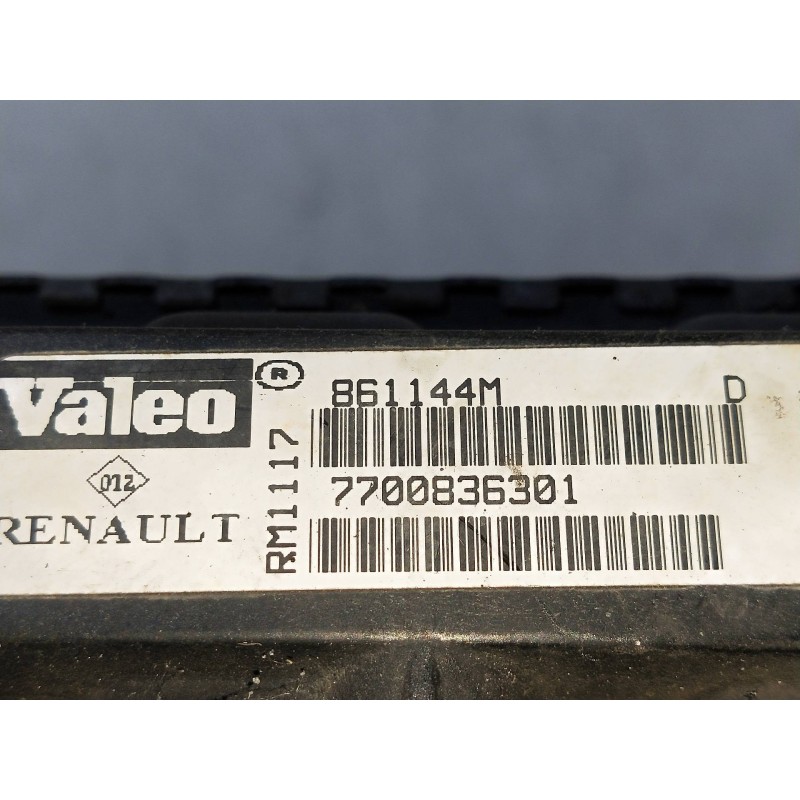 Valeo®
861144M D
RM1117
7700836301
012
RENAULT